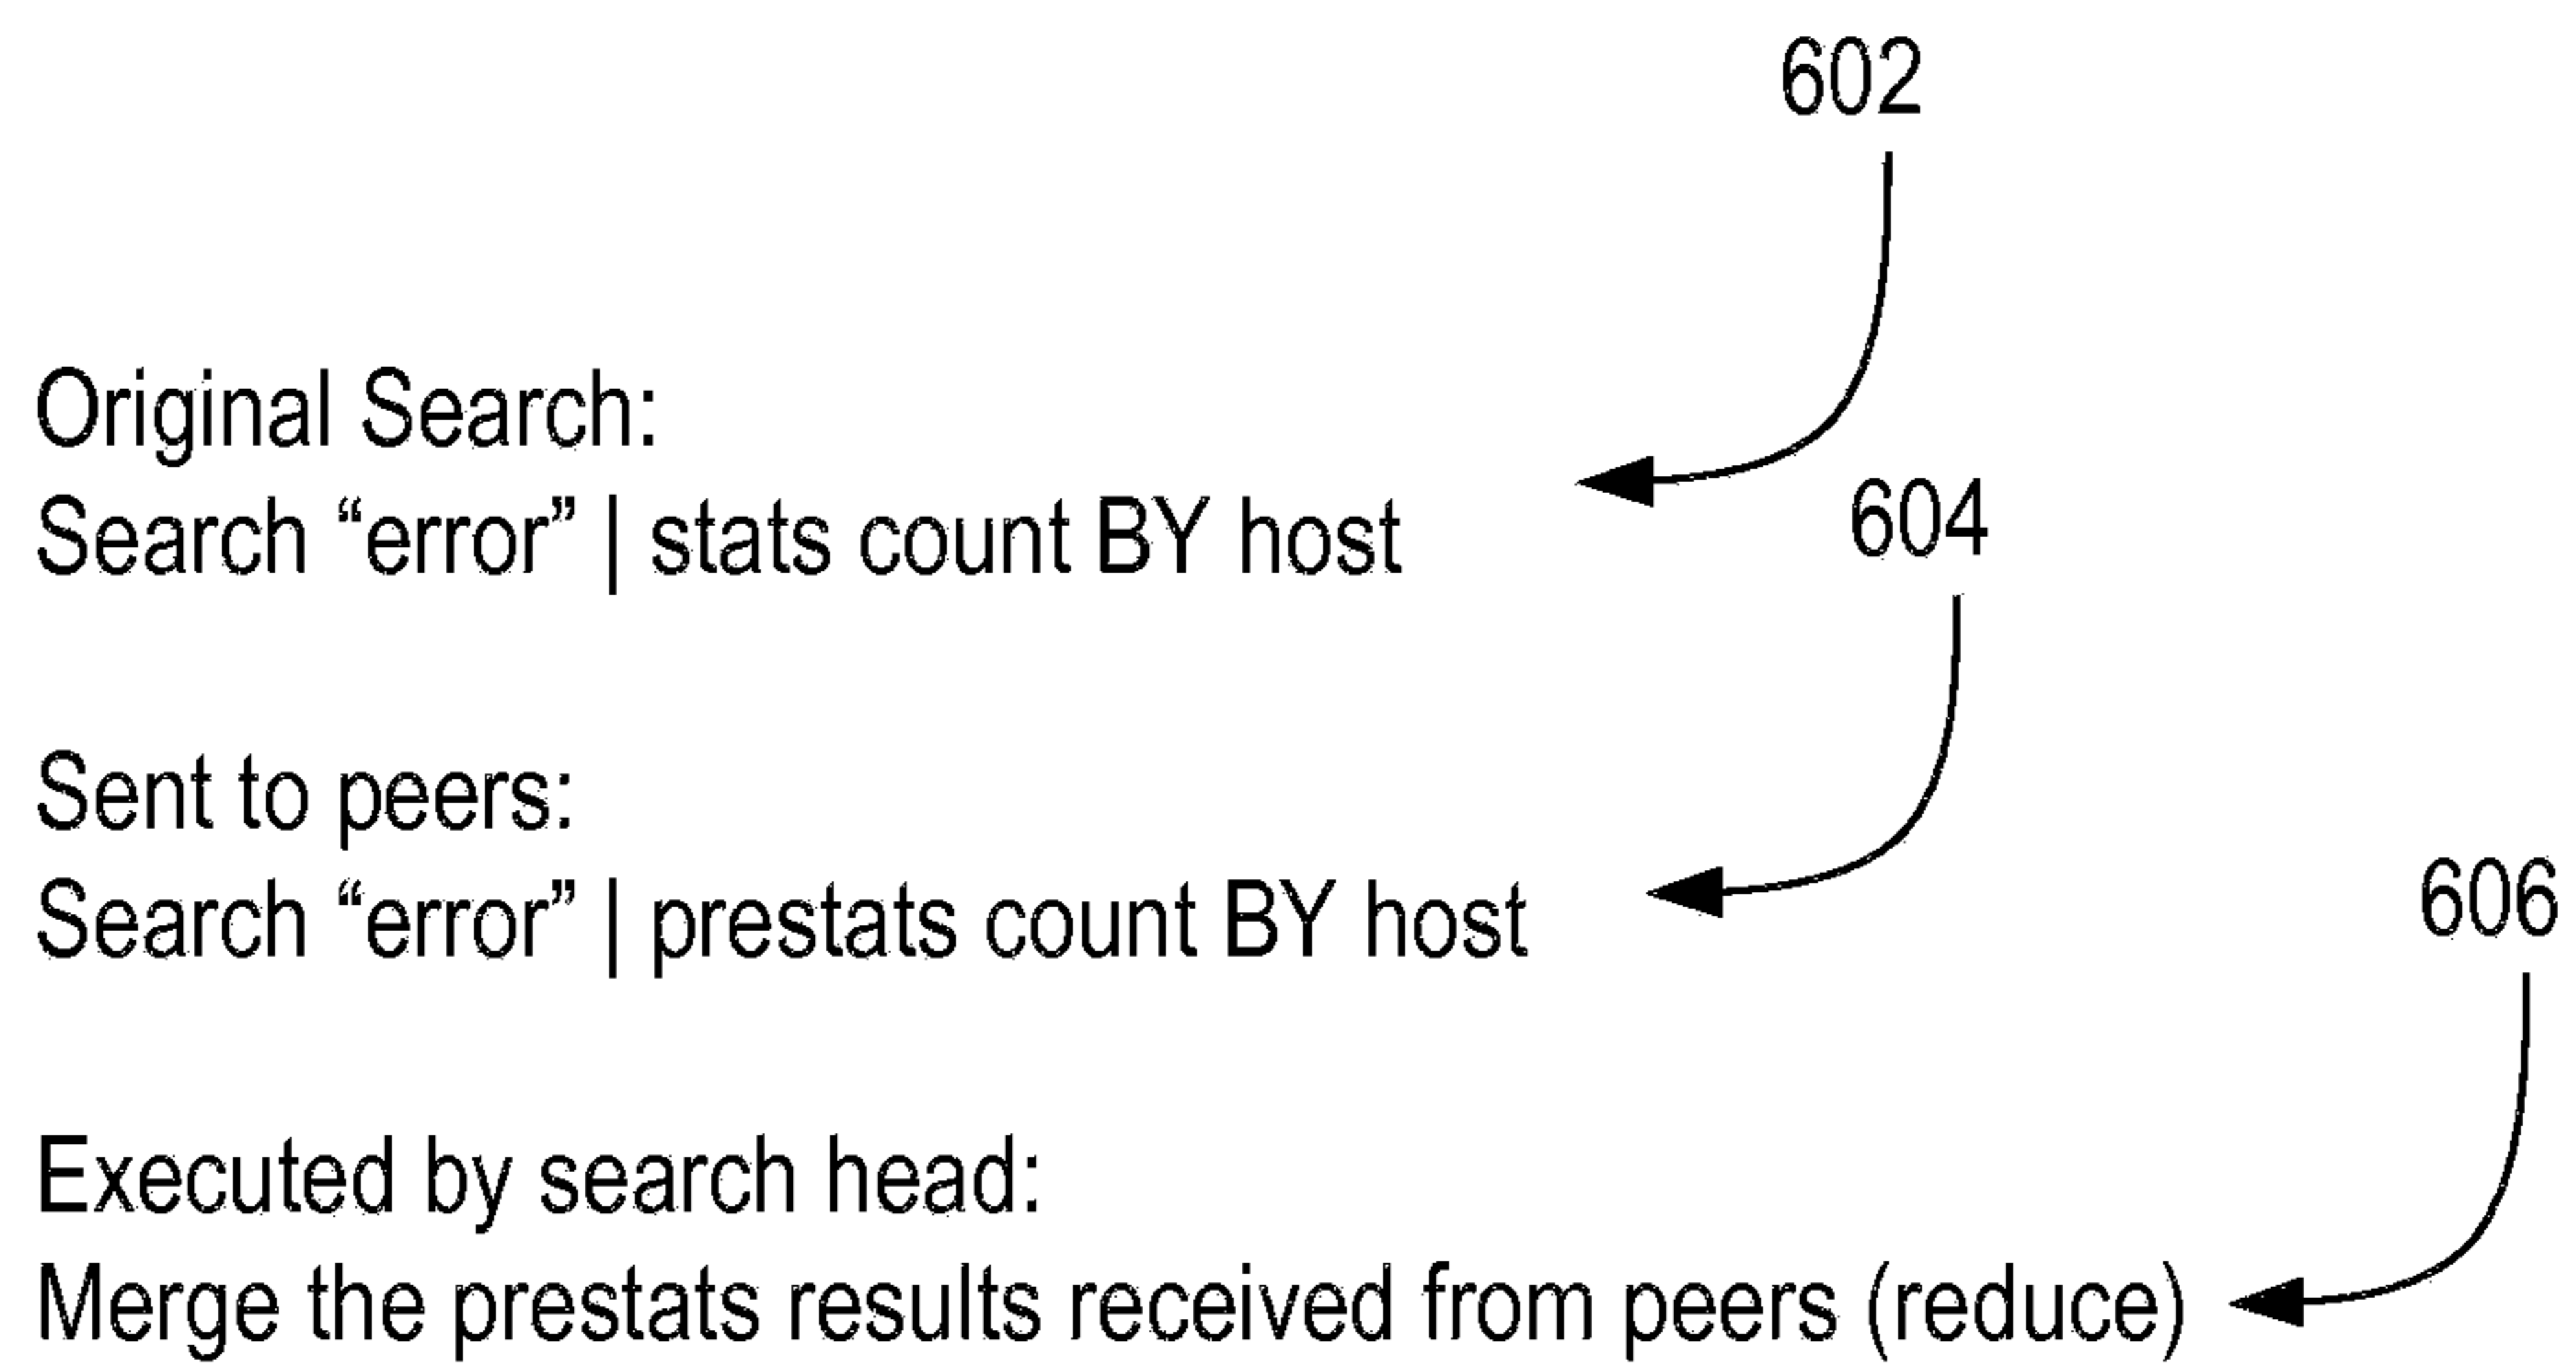 602
Original Search:
Search “error” | stats count BY host
604
Sent to peers:
Search “error” | prestats count BY host
606
Executed by search head:
Merge the prestats results received from peers (reduce)